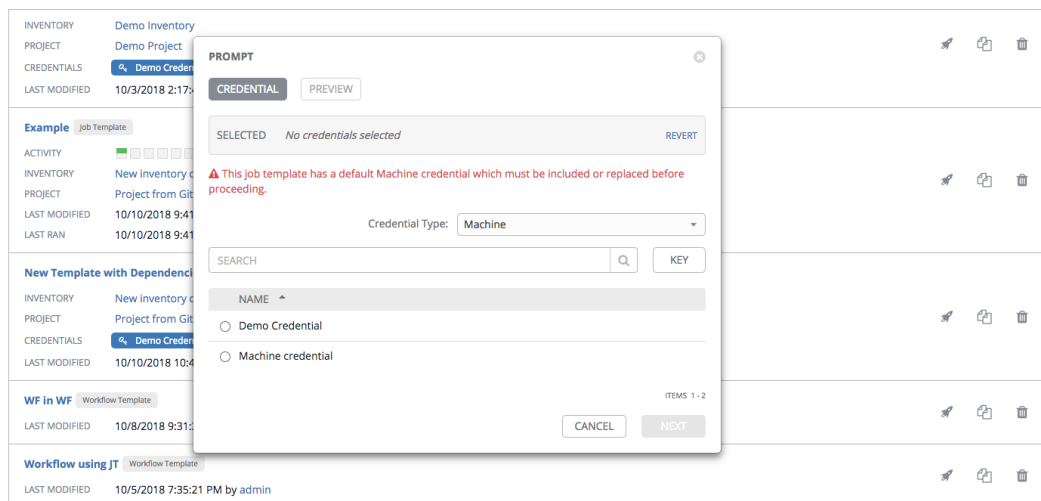 INVENTORY Demo Inventory
PROJECT Demo Project
CREDENTIALS Demo Creden
LAST MODIFIED 10/3/2018 2:17:
Example Job Template
ACTIVITY
INVENTORY New inventory
PROJECT Project from Git
LAST MODIFIED 10/10/2018 9:41
LAST RAN 10/10/2018 9:41
New Template with Dependenci
INVENTORY New inventory
PROJECT Project from Git
CREDENTIALS Demo Creden
LAST MODIFIED 10/10/2018 10:4
WF in WF Workflow Template
LAST MODIFIED 10/8/2018 9:31:
Workflow using JT Workflow Template
LAST MODIFIED 10/5/2018 7:35:21 PM by admin
PROMPT
CREDENTIAL PREVIEW
SELECTED No credentials selected REVERT
This job template has a default Machine credential which must be included or replaced before
proceeding.
Credential Type: Machine
SEARCH KEY
NAME
Demo Credential
Machine credential
ITEMS 1 - 2
CANCEL NEXT